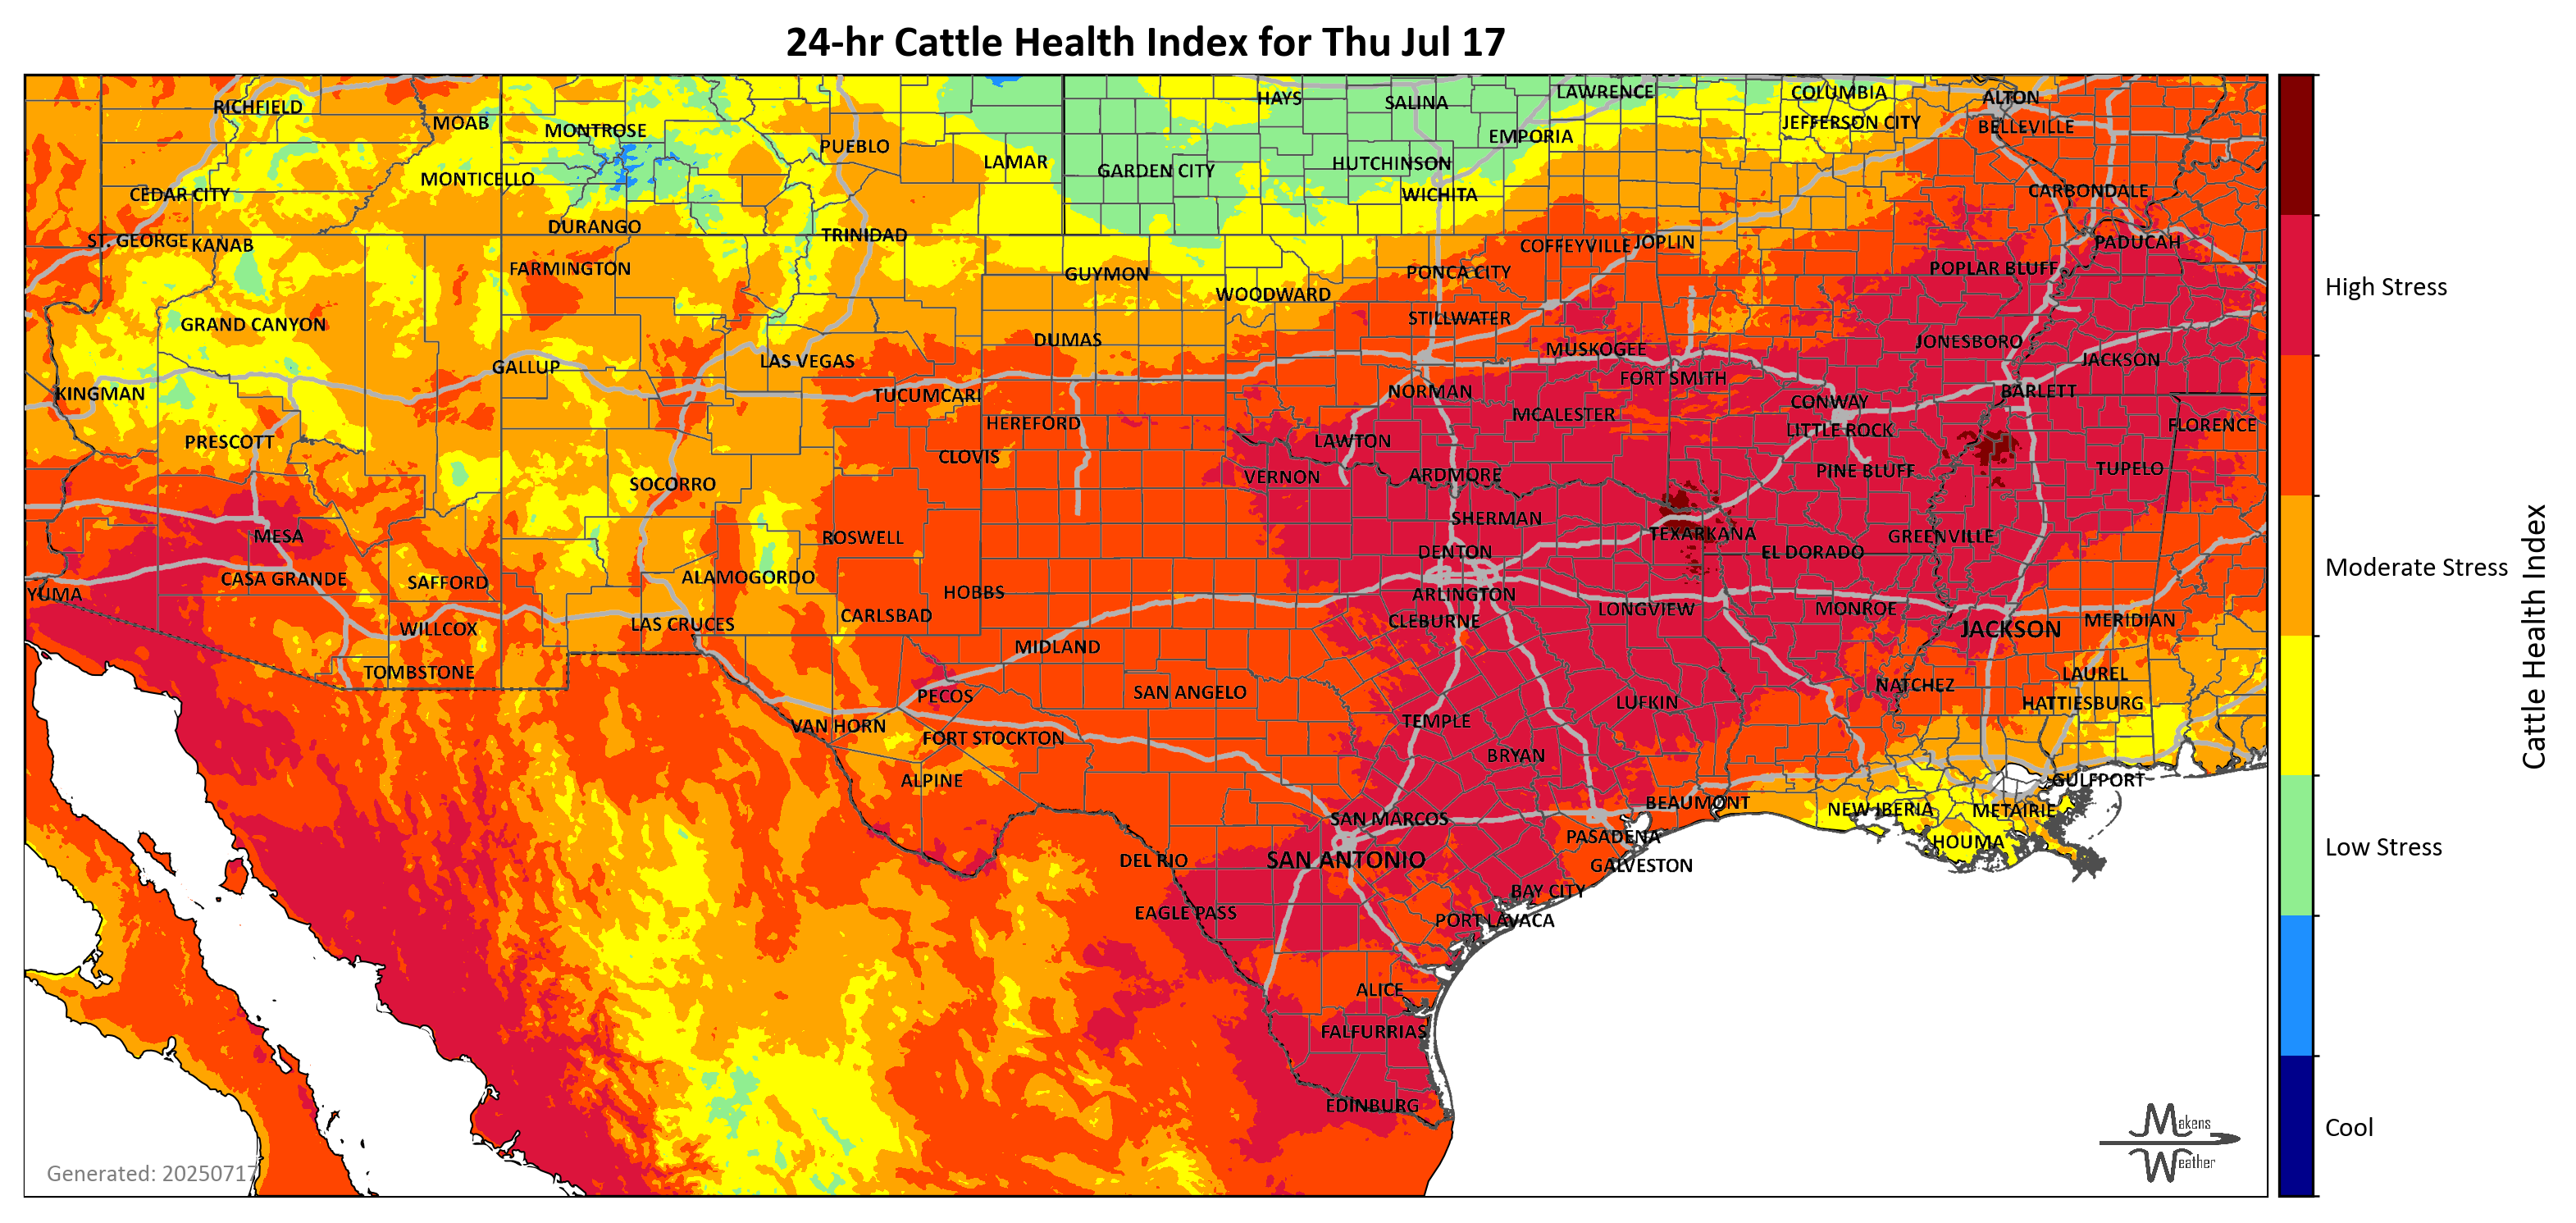 24-hr Cattle Health Index for Thu Jul 17
RICHFIELD
MOAB
MONTROSE
PUEBLO
LAMAR
GARDEN CITY
HAYS
SALINA
LAWRENCE
EMPORIA
HUTCHINSON
WICHITA
COLUMBIA
JEFFERSON CITY
ALTON
BELLEVILLE
CEDAR CITY
MONTICELLO
CARBONDALE
ST. GEORGE
KANAB
DURANGO
TRINIDAD
COFFEYVILLE
JOPLIN
PADUCAH
FARMINGTON
GUYMON
WOODWARD
PONCA CITY
POPLAR BLUFF
High Stress
GRAND CANYON
DUMAS
STILLWATER
GALLUP
LAS VEGAS
MUSKOGEE
JONESBORO
JACKSON
KINGMAN
TUCUMCARI
NORMAN
FORT SMITH
CONWAY
BARLETT
PRESCOTT
HEREFORD
LAWTON
MCALESTER
LITTLE ROCK
FLORENCE
SOCORRO
CLOVIS
VERNON
ARDMORE
PINE BLUFF
TUPELO
MESA
ROSWELL
SHERMAN
TEXARKANA
GREENVILLE
DENTON
EL DORADO
Moderate Stress
YUMA
CASA GRANDE
SAFFORD
ALAMOGORDO
HOBBS
ARLINGTON
LONGVIEW
MONROE
WILLCOX
LAS CRUCES
CARLSBAD
CLEBURNE
JACKSON
MERIDIAN
TOMBSTONE
MIDLAND
LAUREL
PECOS
SAN ANGELO
LUFKIN
NATCHEZ
HATTIESBURG
VAN HORN
FORT STOCKTON
TEMPLE
BRYAN
ALPINE
GULFPORT
BEAUMONT
NEW IBERIA
METAIRIE
SAN MARCOS
PASADENA
HOUMA
DEL RIO
SAN ANTONIO
GALVESTON
Low Stress
EAGLE PASS
BAY CITY
PORT LAVACA
ALICE
FALFURRIAS
EDINBURG
Cool
Cattle Health Index
Makens
Weather
Generated: 20250717